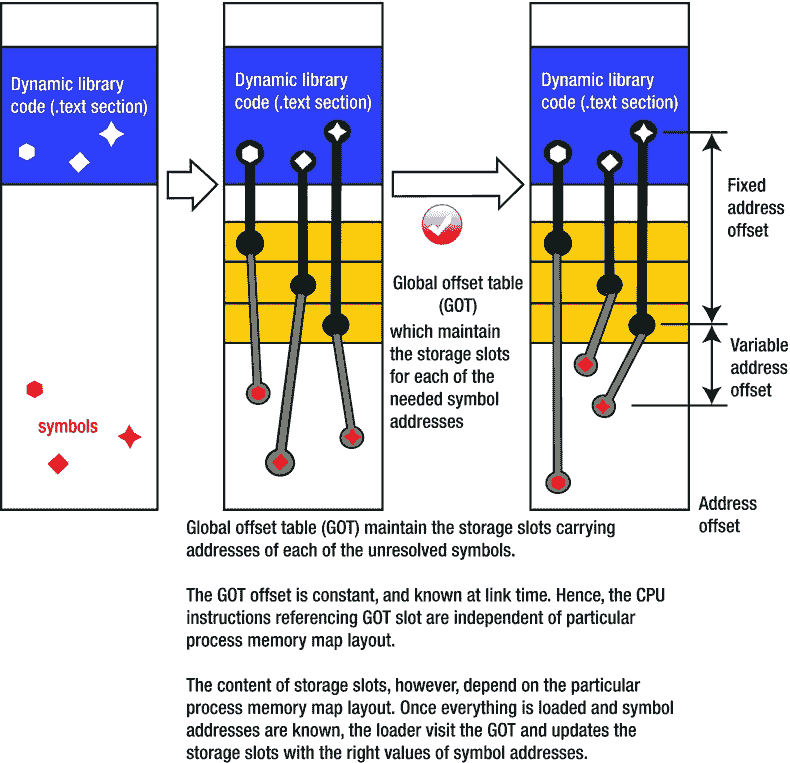 Dynamic library
code (.text section)
symbols
Dynamic library
code (.text section)
Global offset table
(GOT)
which maintain
the storage slots
for each of the
needed symbol
addresses
Dynamic library
code (.text section)
Fixed
address
offset
Variable
address
offset
Address
offset
Global offset table (GOT) maintain the storage slots carrying
addresses of each of the unresolved symbols.
The GOT offset is constant, and known at link time. Hence, the CPU
instructions referencing GOT slot are independent of particular
process memory map layout.
The content of storage slots, however, depend on the particular
process memory map layout. Once everything is loaded and symbol
addresses are known, the loader visit the GOT and updates the
storage slots with the right values of symbol addresses.